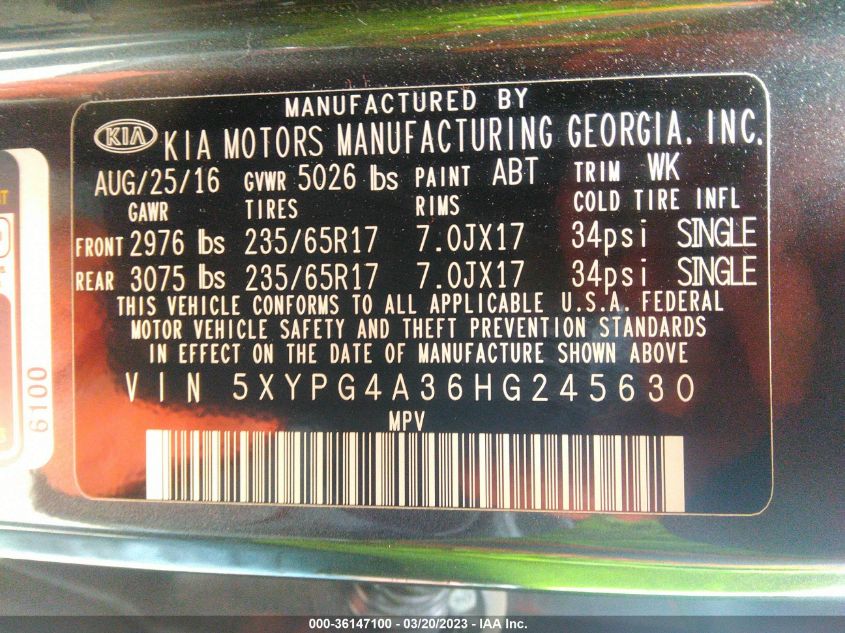 MANUFACTURED BY
KIA KIA MOTORS MANUFACTURING GEORGIA, INC.
AUG/25/16 GVWR 5026 lbs PAINT ABT TRIM WK
GAWR TIRES RIMS COLD TIRE INFL
FRONT 2976 lbs 235/65R17 7.0JX17 34psi SINGLE
REAR 3075 lbs 235/65R17 7.0JX17 34psi SINGLE
THIS VEHICLE CONFORMS TO ALL APPLICABLE U.S.A. FEDERAL
MOTOR VEHICLE SAFETY AND THEFT PREVENTION STANDARDS
IN EFFECT ON THE DATE OF MANUFACTURE SHOWN ABOVE
VIN 5XYPG4A36HG245630
MPV
6100
000-36147100 — 03/20/2023 — IAA Inc.